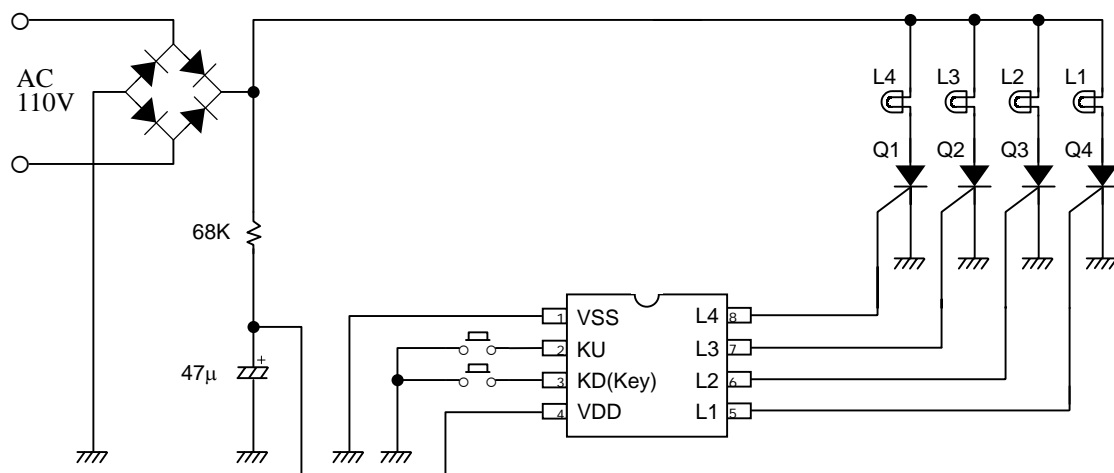 AC
110V
L4 L3 L2 L1
Q1 Q2 Q3 Q4
68K
47µ
+
1 VSS L4 8
2 KU L3 7
3 KD(Key) L2 6
4 VDD L1 5